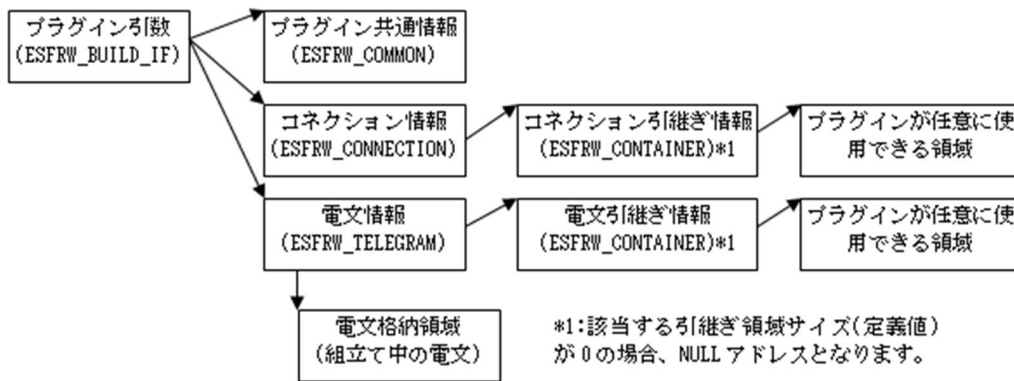 プラグイン引数
(ESFRW_BUILD_IF)
プラグイン共通情報
(ESFRW_COMMON)
コネクション情報
(ESFRW_CONNECTION)
コネクション引継ぎ情報
(ESFRW_CONTAINER)*1
プラグインが任意に使
用できる領域
電文情報
(ESFRW_TELEGRAM)
電文引継ぎ情報
(ESFRW_CONTAINER)*1
プラグインが任意に使
用できる領域
電文格納領域
(組立て中の電文)
*1:該当する引継ぎ領域サイズ(定義値)
が0の場合、NULLアドレスとなります。